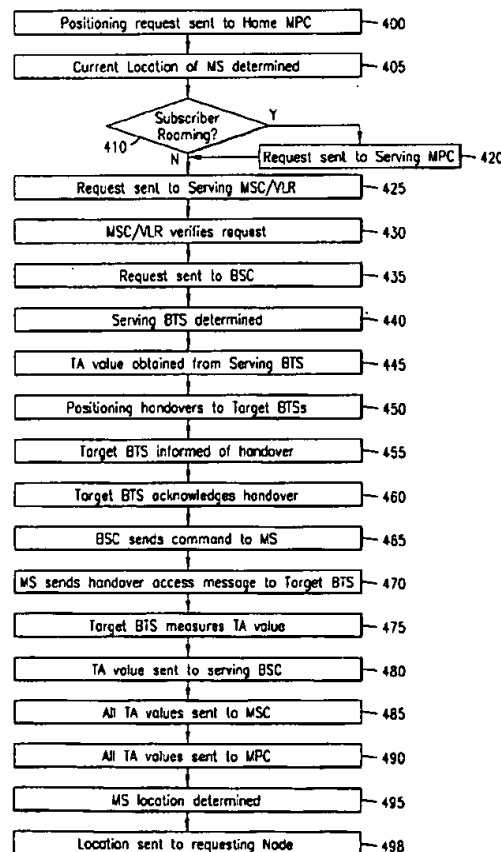 Positioning request sent to Home MPC 400
Current Location of MS determined 405
Subscriber
Roaming?
Y
410
N
Request sent to Serving MPC 420
Request sent to Serving MSC/VLR 425
MSC/VLR verifies request 430
Request sent to BSC 435
Serving BTS determined 440
TA value obtained from Serving BTS 445
Positioning handovers to Target BTSs 450
Target BTS informed of handover 455
Target BTS acknowledges handover 460
BSC sends command to MS 465
MS sends handover access message to Target BTS 470
Target BTS measures TA value 475
TA value sent to serving BSC 480
All TA values sent to MSC 485
All TA values sent to MPC 490
MS location determined 495
Location sent to requesting Node 498